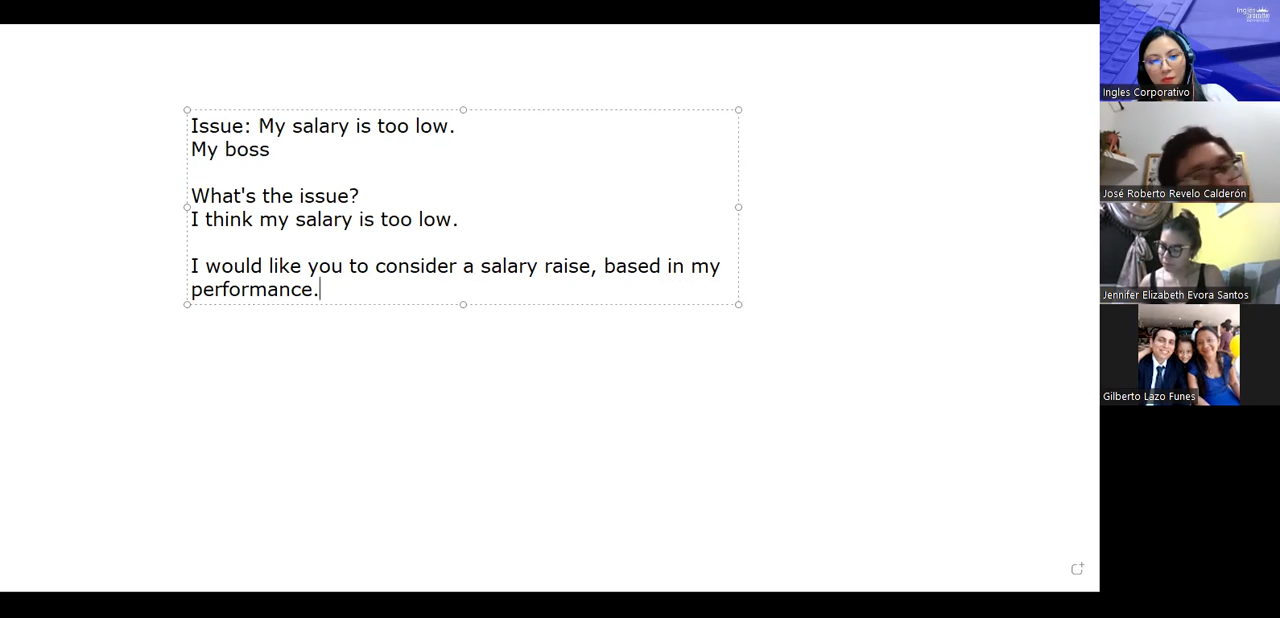 Issue: My salary is too low.
My boss
What's the issue?
I think my salary is too low.
I would like you to consider a salary raise, based in my
performance.
Ingles Corporativo
José Roberto Revelo Calderón
Jennifer Elizabeth Evora Santos
Gilberto Lazo Funes